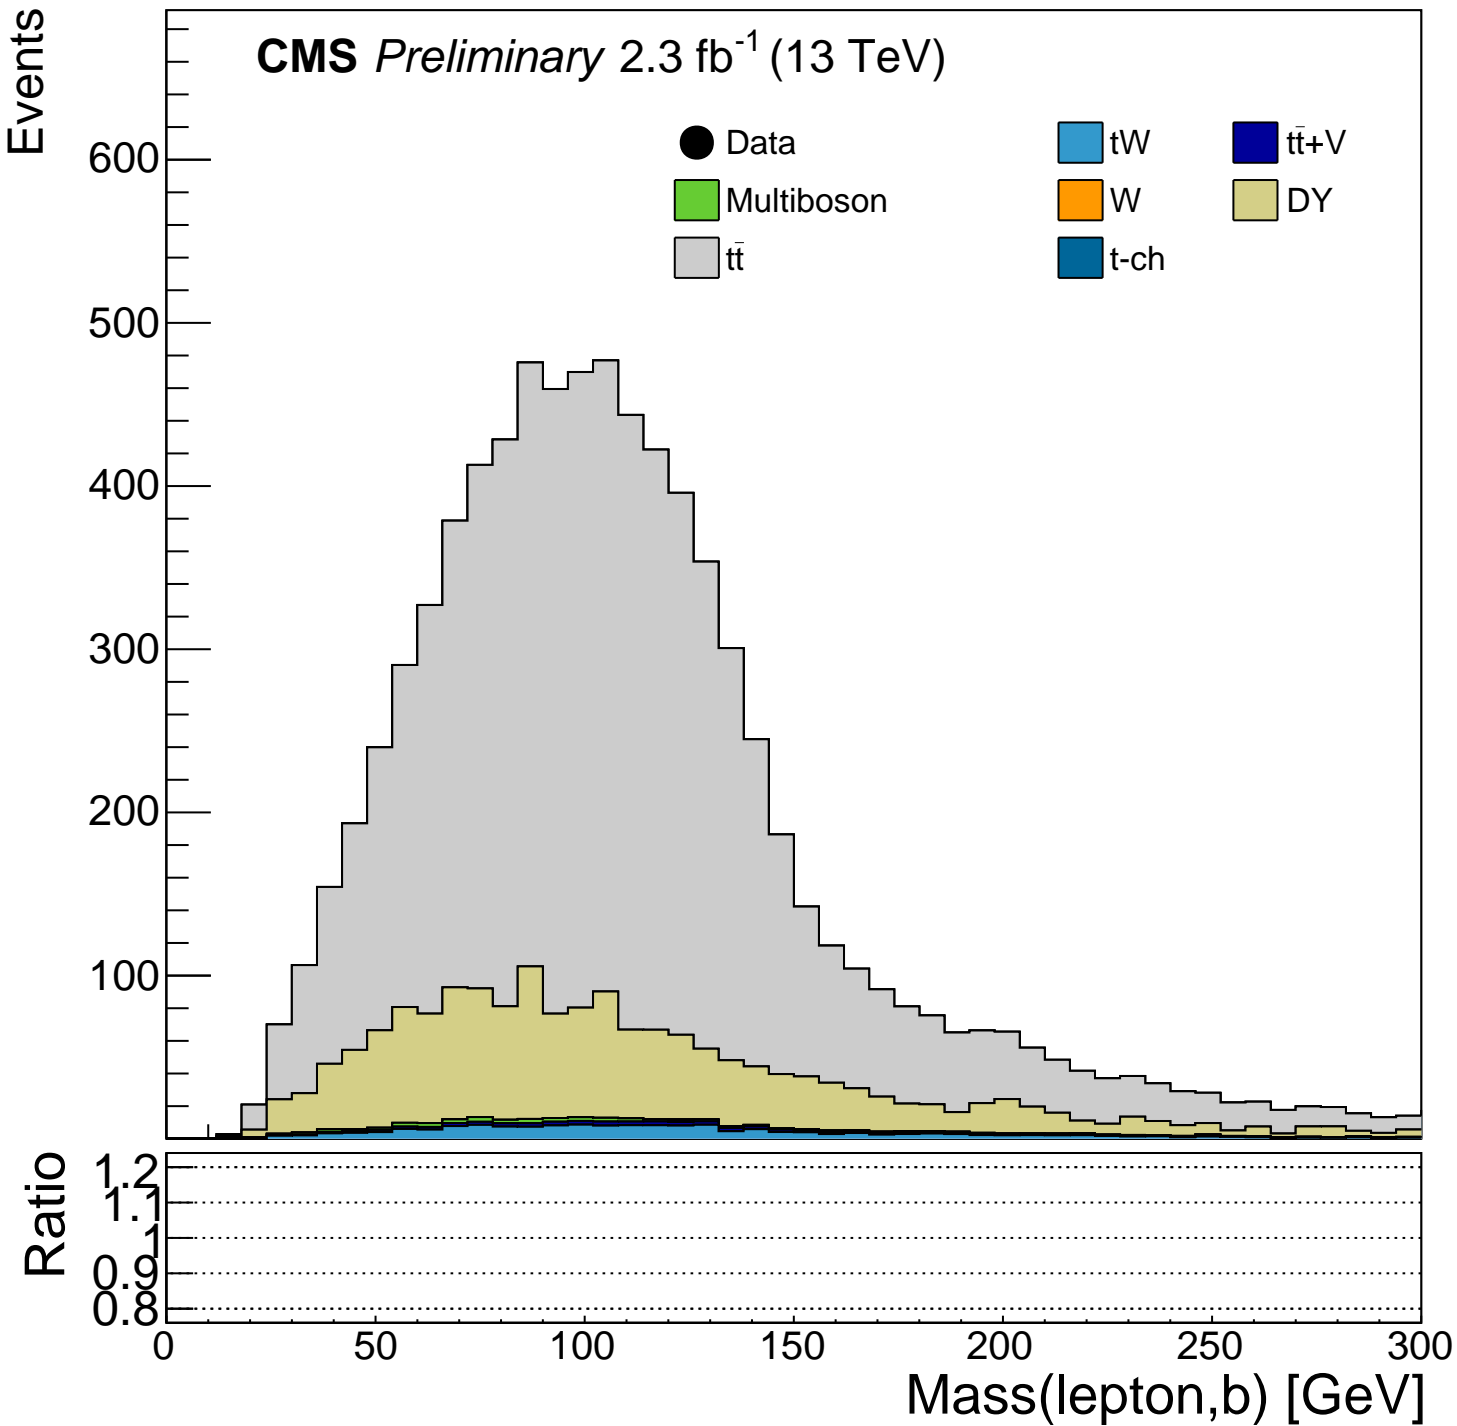 Events
CMS Preliminary 2.3 fb⁻¹ (13 TeV)
Data
tW
tt̄+V
Multiboson
W
DY
tt̄
t-ch
600
500
400
300
200
100
Ratio
1.2
1.1
1
0.9
0.8
0 50 100 150 200 250 300
Mass(lepton,b) [GeV]